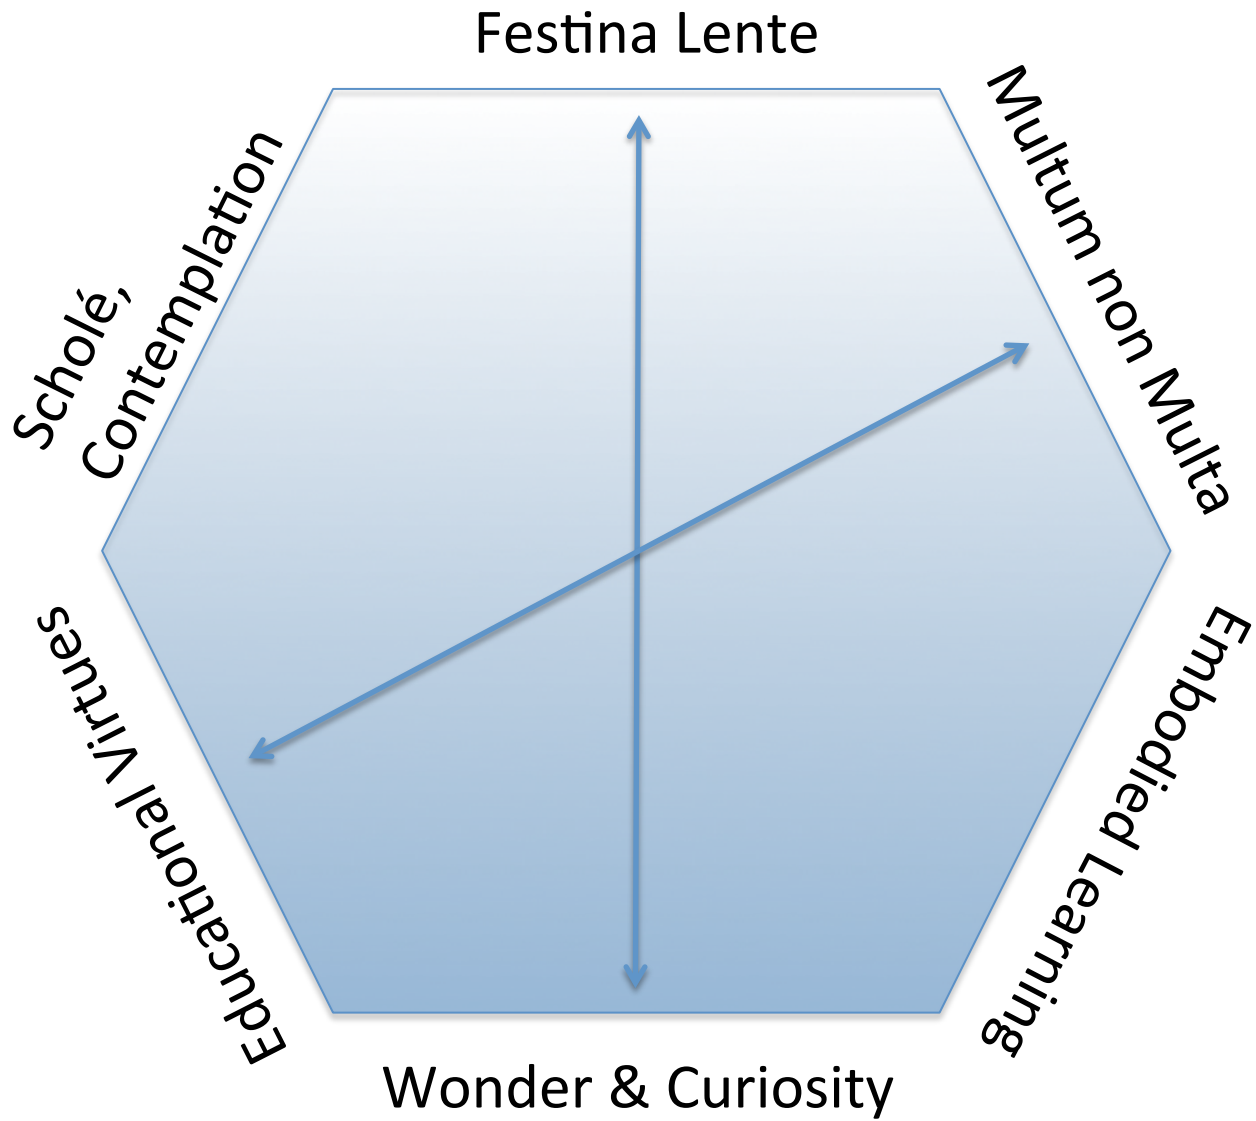 Festina Lente
Multum non Multa
Scholé,
Contemplation
Educational Virtues
Embodied Learning
Wonder & Curiosity